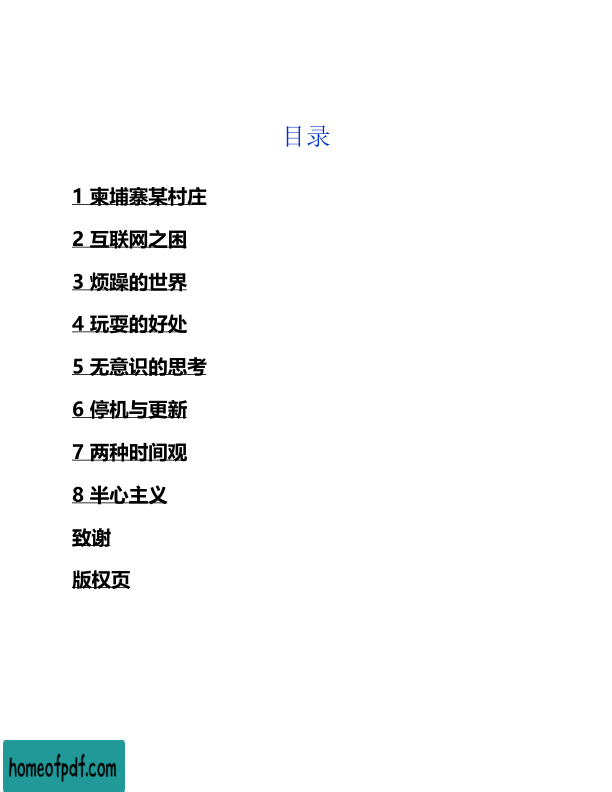 目录
1 柬埔寨某村庄
2 互联网之困
3 烦躁的世界
4 玩耍的好处
5 无意识的思考
6 停机与更新
7 两种时间观
8 半心主义
致谢
版权页
homeofpdf.com